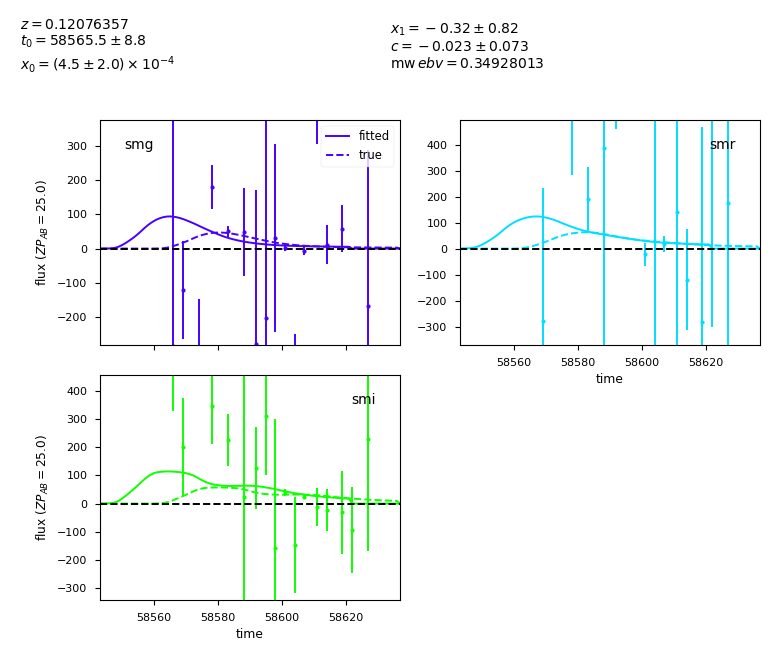 z = 0.12076357
t₀ = 58565.5 ± 8.8
x₀ = (4.5 ± 2.0) × 10⁻⁴
x₁ = −0.32 ± 0.82
c = −0.023 ± 0.073
mw ebv = 0.34928013
smg
fitted
true
300
200
100
0
−100
−200
flux (ZP_AB = 25.0)
smr
400
300
200
100
0
−100
−200
−300
58560 58580 58600 58620
time
smi
400
300
200
100
0
−100
−200
−300
flux (ZP_AB = 25.0)
58560 58580 58600 58620
time